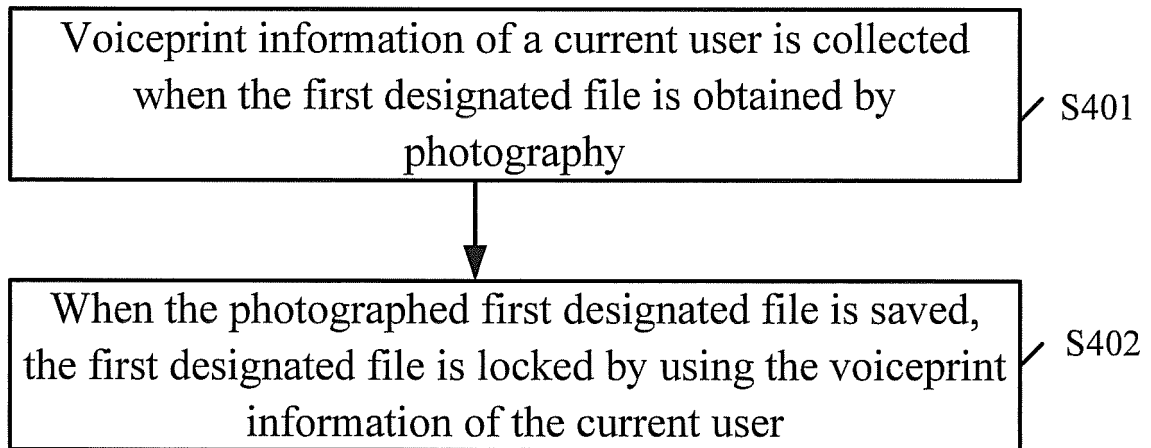 Voiceprint information of a current user is collected
when the first designated file is obtained by
photography
S401
When the photographed first designated file is saved,
the first designated file is locked by using the voiceprint
information of the current user
S402